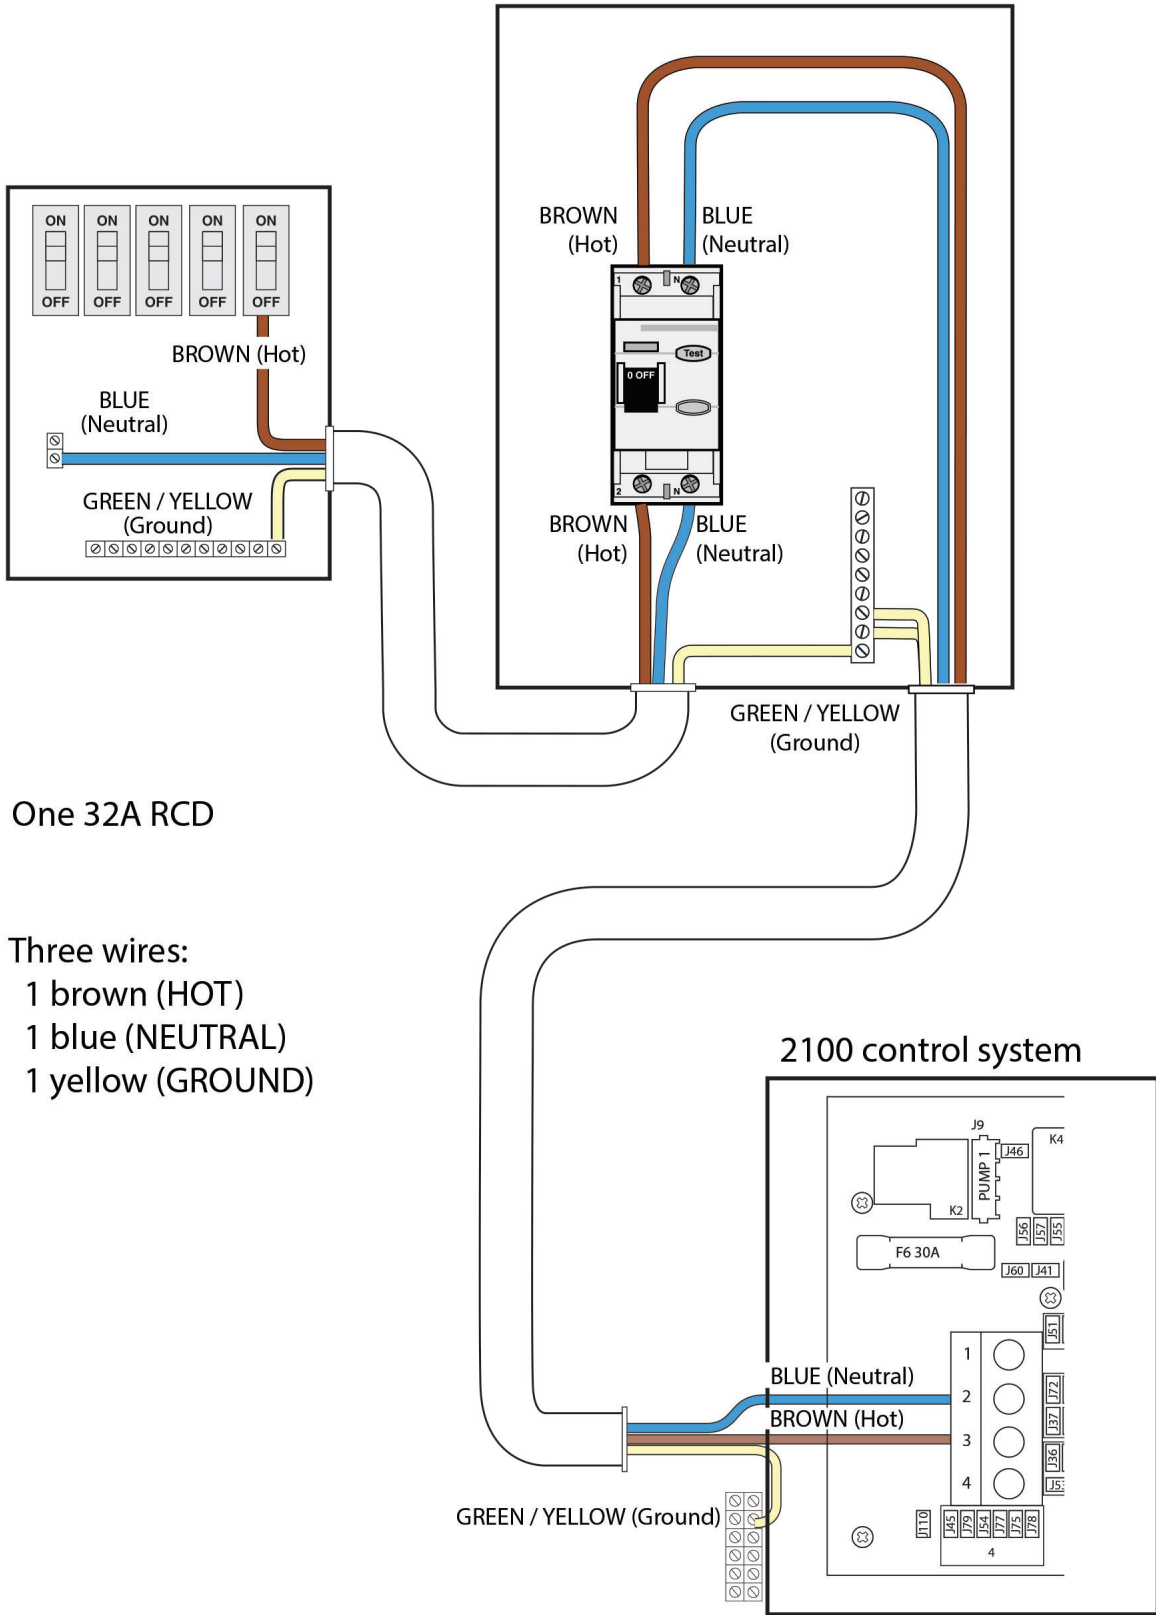 ON
ON
ON
ON
ON
OFF
OFF
OFF
OFF
OFF
BROWN (Hot)
BLUE
(Neutral)
GREEN / YELLOW
(Ground)
BROWN
(Hot)
BLUE
(Neutral)
1
N
Test
0 OFF
2
N
BROWN
(Hot)
BLUE
(Neutral)
GREEN / YELLOW
(Ground)
One 32A RCD
Three wires:
1 brown (HOT)
1 blue (NEUTRAL)
1 yellow (GROUND)
2100 control system
J9
K4
J46
PUMP 1
K2
J56
J57
J55
F6 30A
J60
J41
J51
1
BLUE (Neutral)
2
J72
BROWN (Hot)
J37
3
J36
4
J53
GREEN / YELLOW (Ground)
J110
J45
J79
J54
J77
J75
J78
4